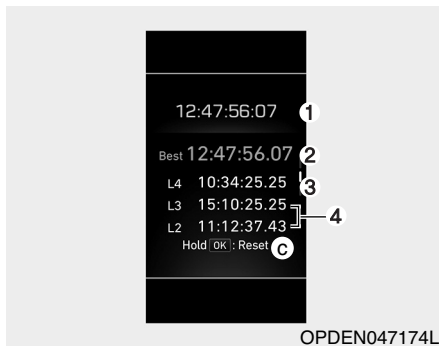 12:47:56:07 1
Best 12:47:56.07 2
L4 10:34:25.25 3
L3 15:10:25.25
4
L2 11:12:37.43
Hold OK : Reset C
OPDEN047174L